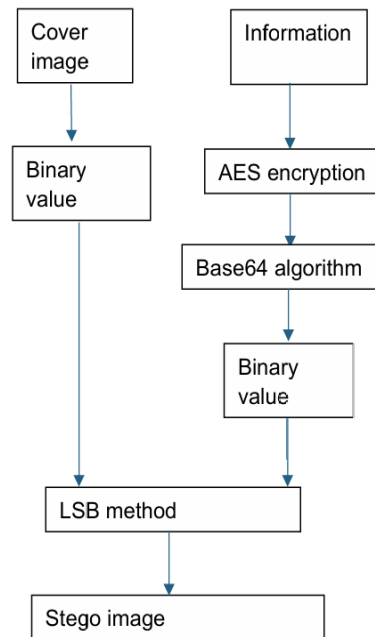 Cover
image
Information
Binary
value
AES encryption
Base64 algorithm
Binary
value
LSB method
Stego image